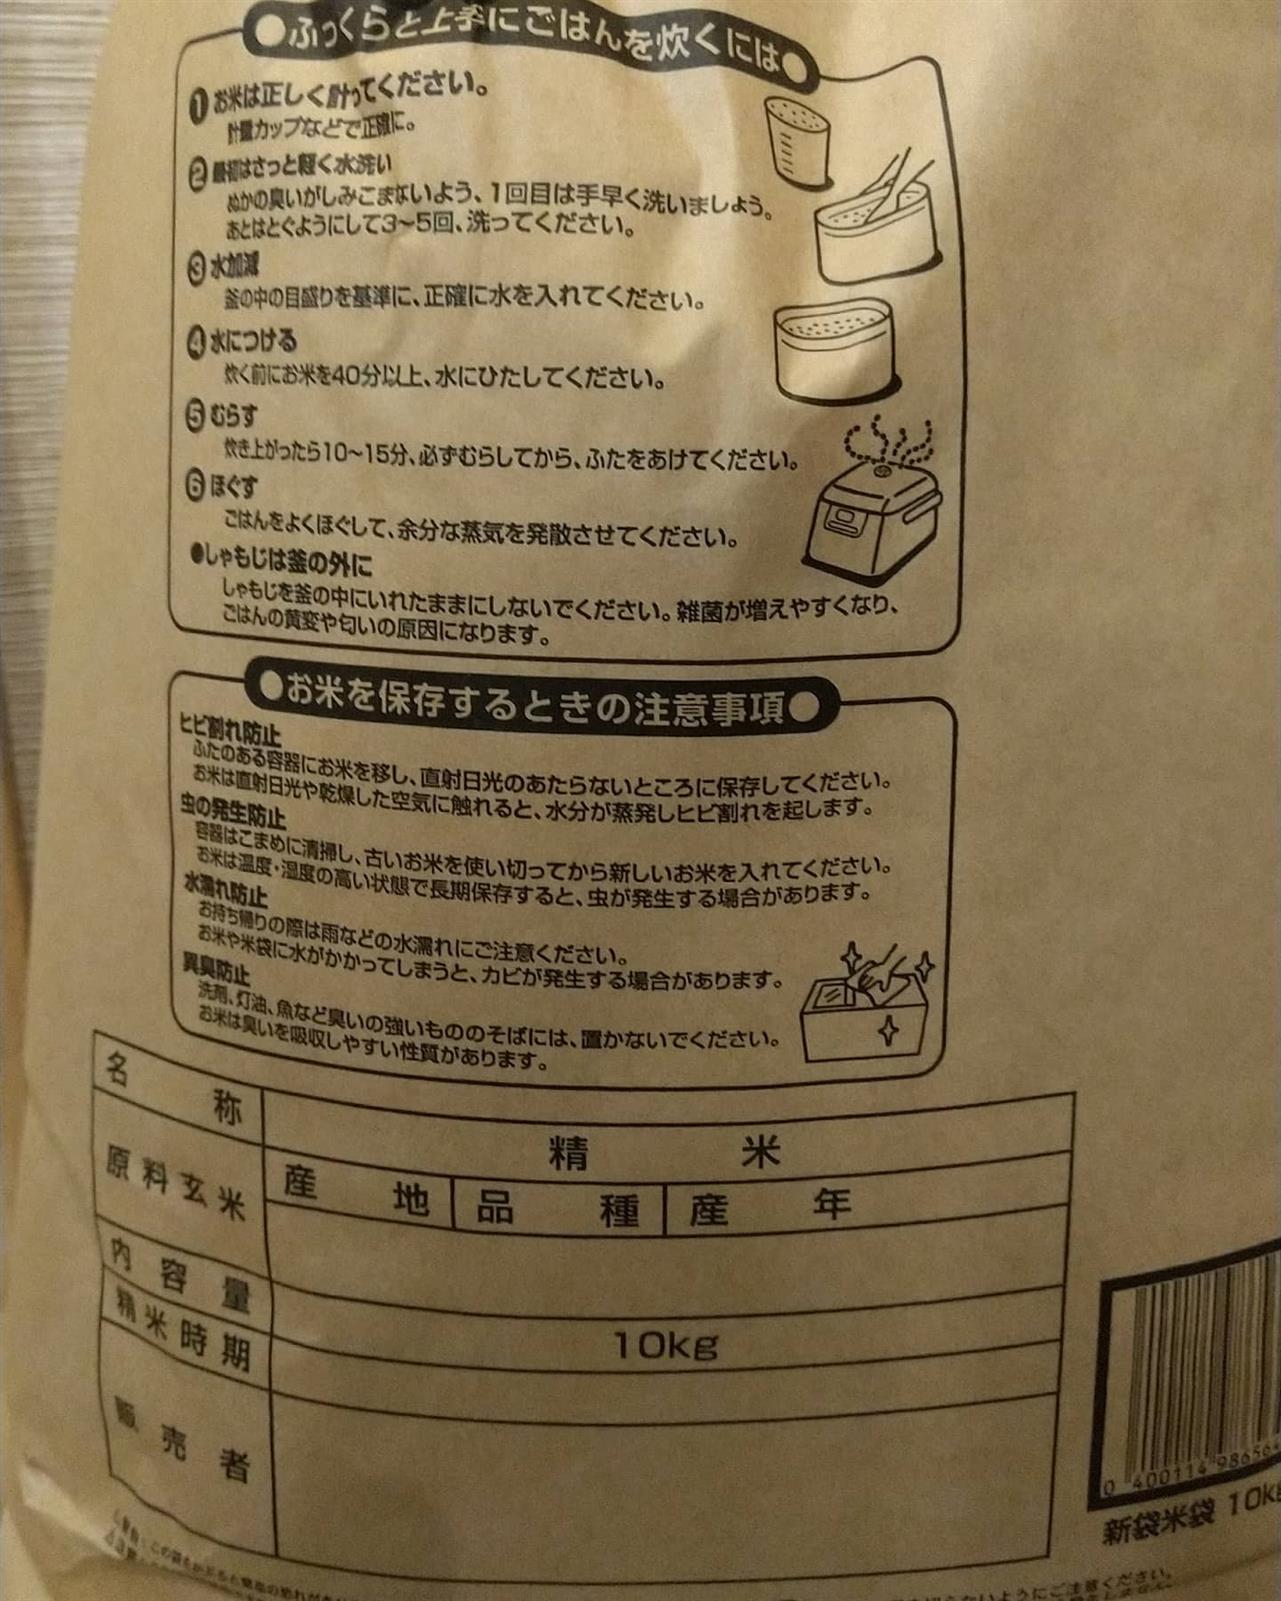 ●ふっくらと上手にごはんを炊くには●
❶お米は正しく計ってください。
計量カップなどで正確に。
❷最初はさっと軽く水洗い
ぬかの臭いがしみこまないよう、1回目は手早く洗いましょう。
あとはとぐようにして3〜5回、洗ってください。
❸水加減
釜の中の目盛りを基準に、正確に水を入れてください。
❹水につける
炊く前にお米を40分以上、水にひたしてください。
❺むらす
炊き上がったら10〜15分、必ずむらしてから、ふたをあけてください。
❻ほぐす
ごはんをよくほぐして、余分な蒸気を発散させてください。
●しゃもじは釜の外に
しゃもじを釜の中にいれたままにしないでください。雑菌が増えやすくなり、
ごはんの黄変や匂いの原因になります。
●お米を保存するときの注意事項●
ヒビ割れ防止
ふたのある容器にお米を移し、直射日光のあたらないところに保存してください。
お米は直射日光や乾燥した空気に触れると、水分が蒸発しヒビ割れを起します。
虫の発生防止
容器はこまめに清掃し、古いお米を使い切ってから新しいお米を入れてください。
お米は温度・湿度の高い状態で長期保存すると、虫が発生する場合があります。
水濡れ防止
お持ち帰りの際は雨などの水濡れにご注意ください。
お米や米袋に水がかかってしまうと、カビが発生する場合があります。
異臭防止
洗剤、灯油、魚など臭いの強いもののそばには、置かないでください。
お米は臭いを吸収しやすい性質があります。
名称 精米
原料玄米 産地 品種 産年
内容量 10kg
精米時期
販売者
0 400114 98656
新袋米袋 10k
ないようにご注意ください。